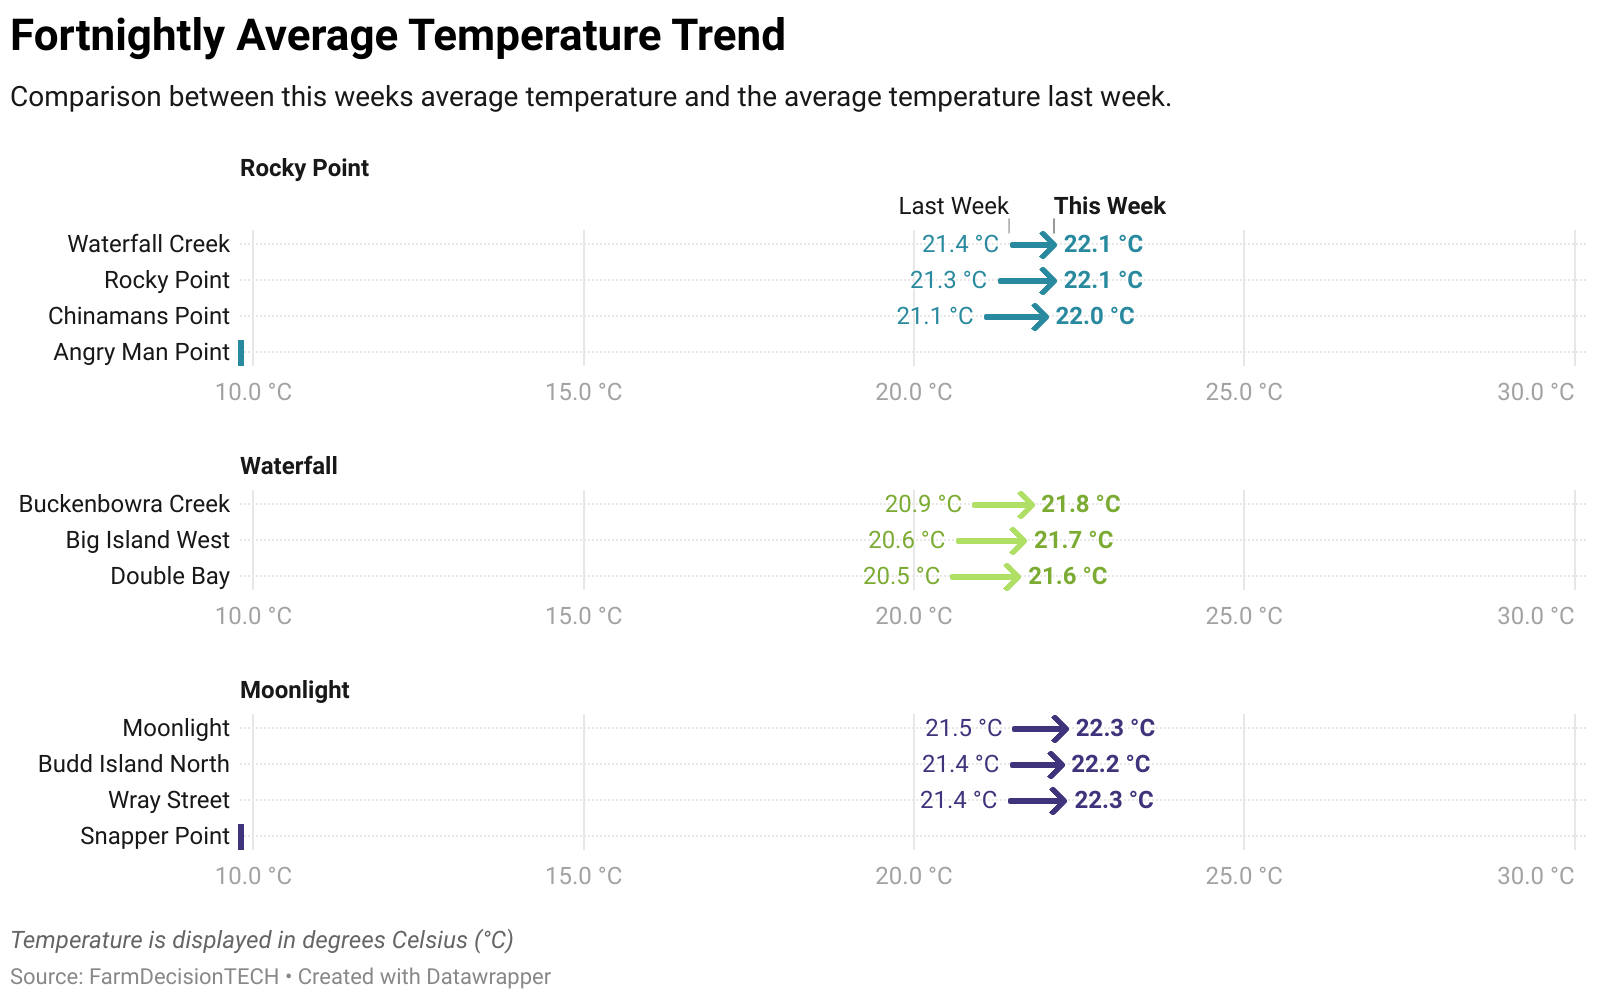 Fortnightly Average Temperature Trend
Comparison between this weeks average temperature and the average temperature last week.
Rocky Point
Last Week This Week
Waterfall Creek 21.4 °C 22.1 °C
Rocky Point 21.3 °C 22.1 °C
Chinamans Point 21.1 °C 22.0 °C
Angry Man Point
10.0 °C 15.0 °C 20.0 °C 25.0 °C 30.0 °C
Waterfall
Buckenbowra Creek 20.9 °C 21.8 °C
Big Island West 20.6 °C 21.7 °C
Double Bay 20.5 °C 21.6 °C
10.0 °C 15.0 °C 20.0 °C 25.0 °C 30.0 °C
Moonlight
Moonlight 21.5 °C 22.3 °C
Budd Island North 21.4 °C 22.2 °C
Wray Street 21.4 °C 22.3 °C
Snapper Point
10.0 °C 15.0 °C 20.0 °C 25.0 °C 30.0 °C
Temperature is displayed in degrees Celsius (°C)
Source: FarmDecisionTECH • Created with Datawrapper